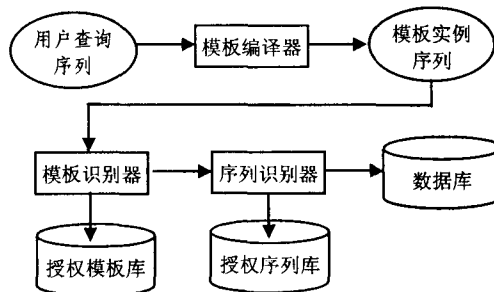 用户查询
序列
模板编译器
模板实例
序列
模板识别器
序列识别器
数据库
授权模板库
授权序列库